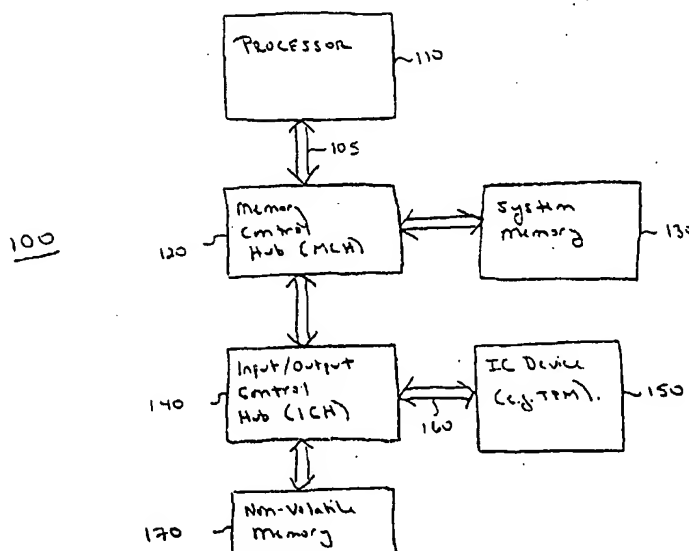 PROCESSOR
110
105
100
Memory
Control
Hub (MCH)
120
System
Memory
130
Input/Output
Control
Hub (ICH)
140
IC Device
(e.g. TPM).
150
160
Non-Volatile
Memory
170